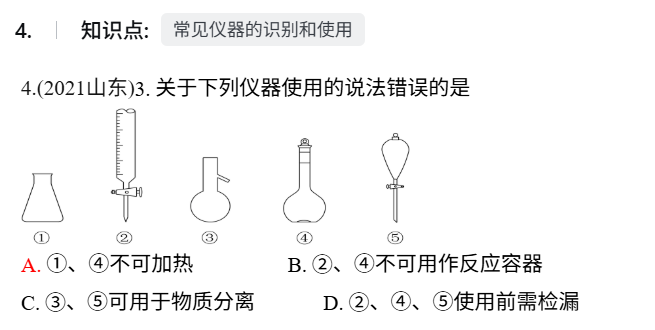 4. 知识点: 常见仪器的识别和使用
4.(2021山东)3. 关于下列仪器使用的说法错误的是
① ② ③ ④ ⑤
A. ①、④不可加热 B. ②、④不可用作反应容器
C. ③、⑤可用于物质分离 D. ②、④、⑤使用前需检漏